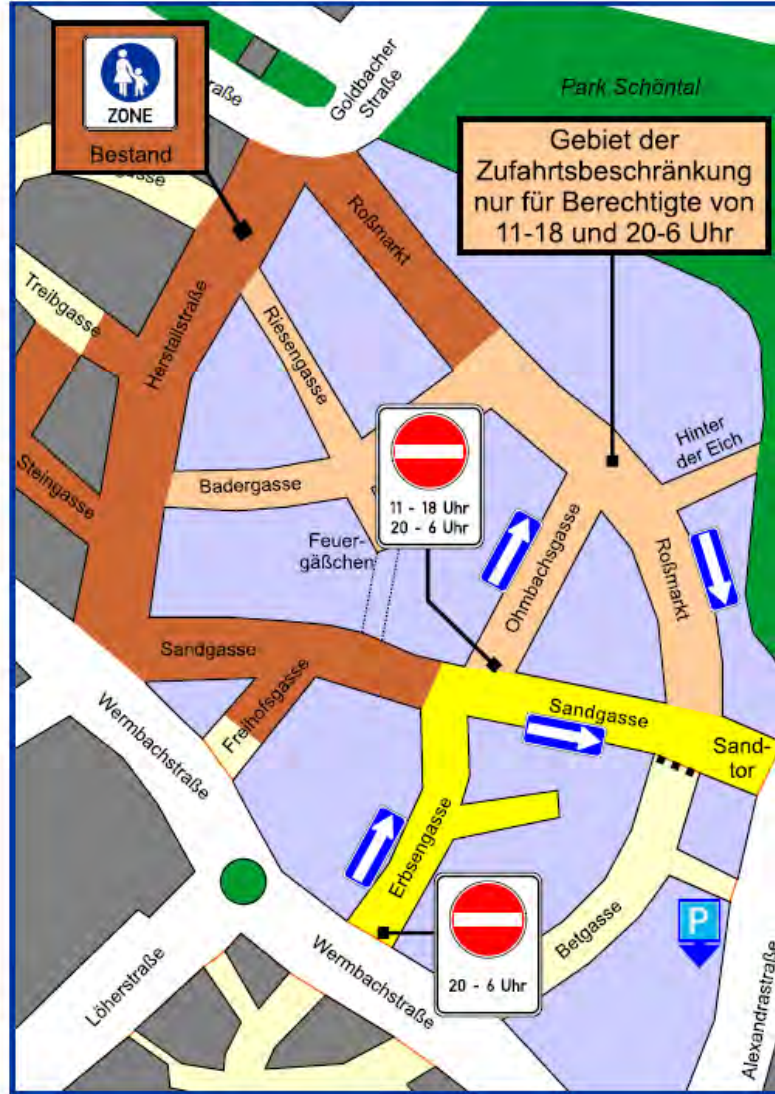 ZONE
Bestand
straße
Goldbacher
Straße
Park Schöntal
Gebiet der
Zufahrtsbeschränkung
nur für Berechtigte von
11-18 und 20-6 Uhr
gasse
Roßmarkt
Treibgasse
Herstallstraße
Riesengasse
Hinter
der Eich
Steingasse
Badergasse
11 - 18 Uhr
20 - 6 Uhr
Feuer-
gäßchen
Ohmbachsgasse
Roßmarkt
Sandgasse
Freihofsgasse
Sandgasse
Sand-
tor
Wermbachstraße
Erbsengasse
Betgasse
P
20 - 6 Uhr
Wermbachstraße
Löherstraße
Alexandrastraße